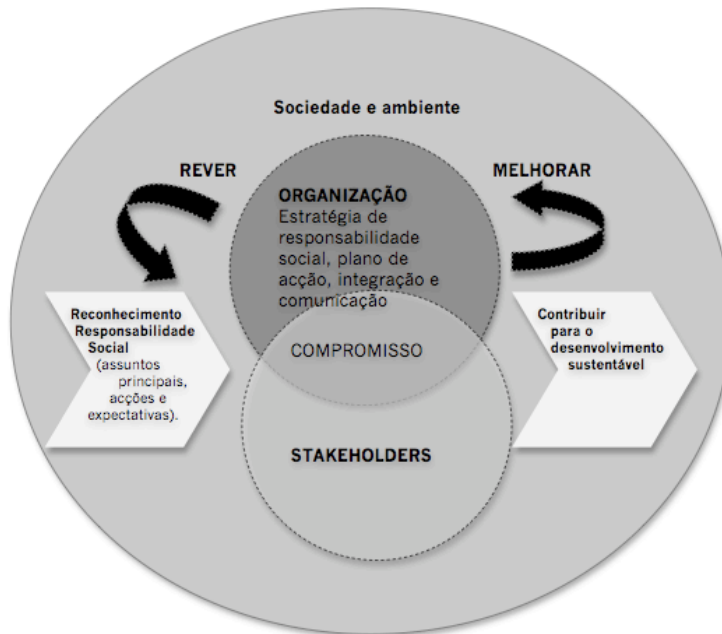 Sociedade e ambiente
REVER
MELHORAR
ORGANIZAÇÃO
Estratégia de
responsabilidade
social, plano de
acção, integração e
comunicação
Reconhecimento
Responsabilidade
Social
(assuntos
principais,
acções e
expectativas).
COMPROMISSO
Contribuir
para o
desenvolvimento
sustentável
STAKEHOLDERS